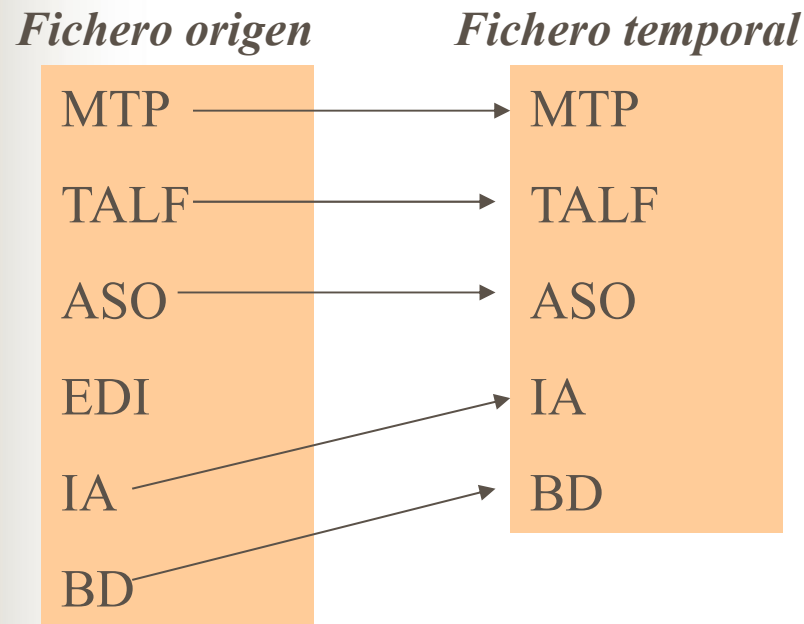 Fichero origen
Fichero temporal
MTP
TALF
ASO
EDI
IA
BD
MTP
TALF
ASO
IA
BD